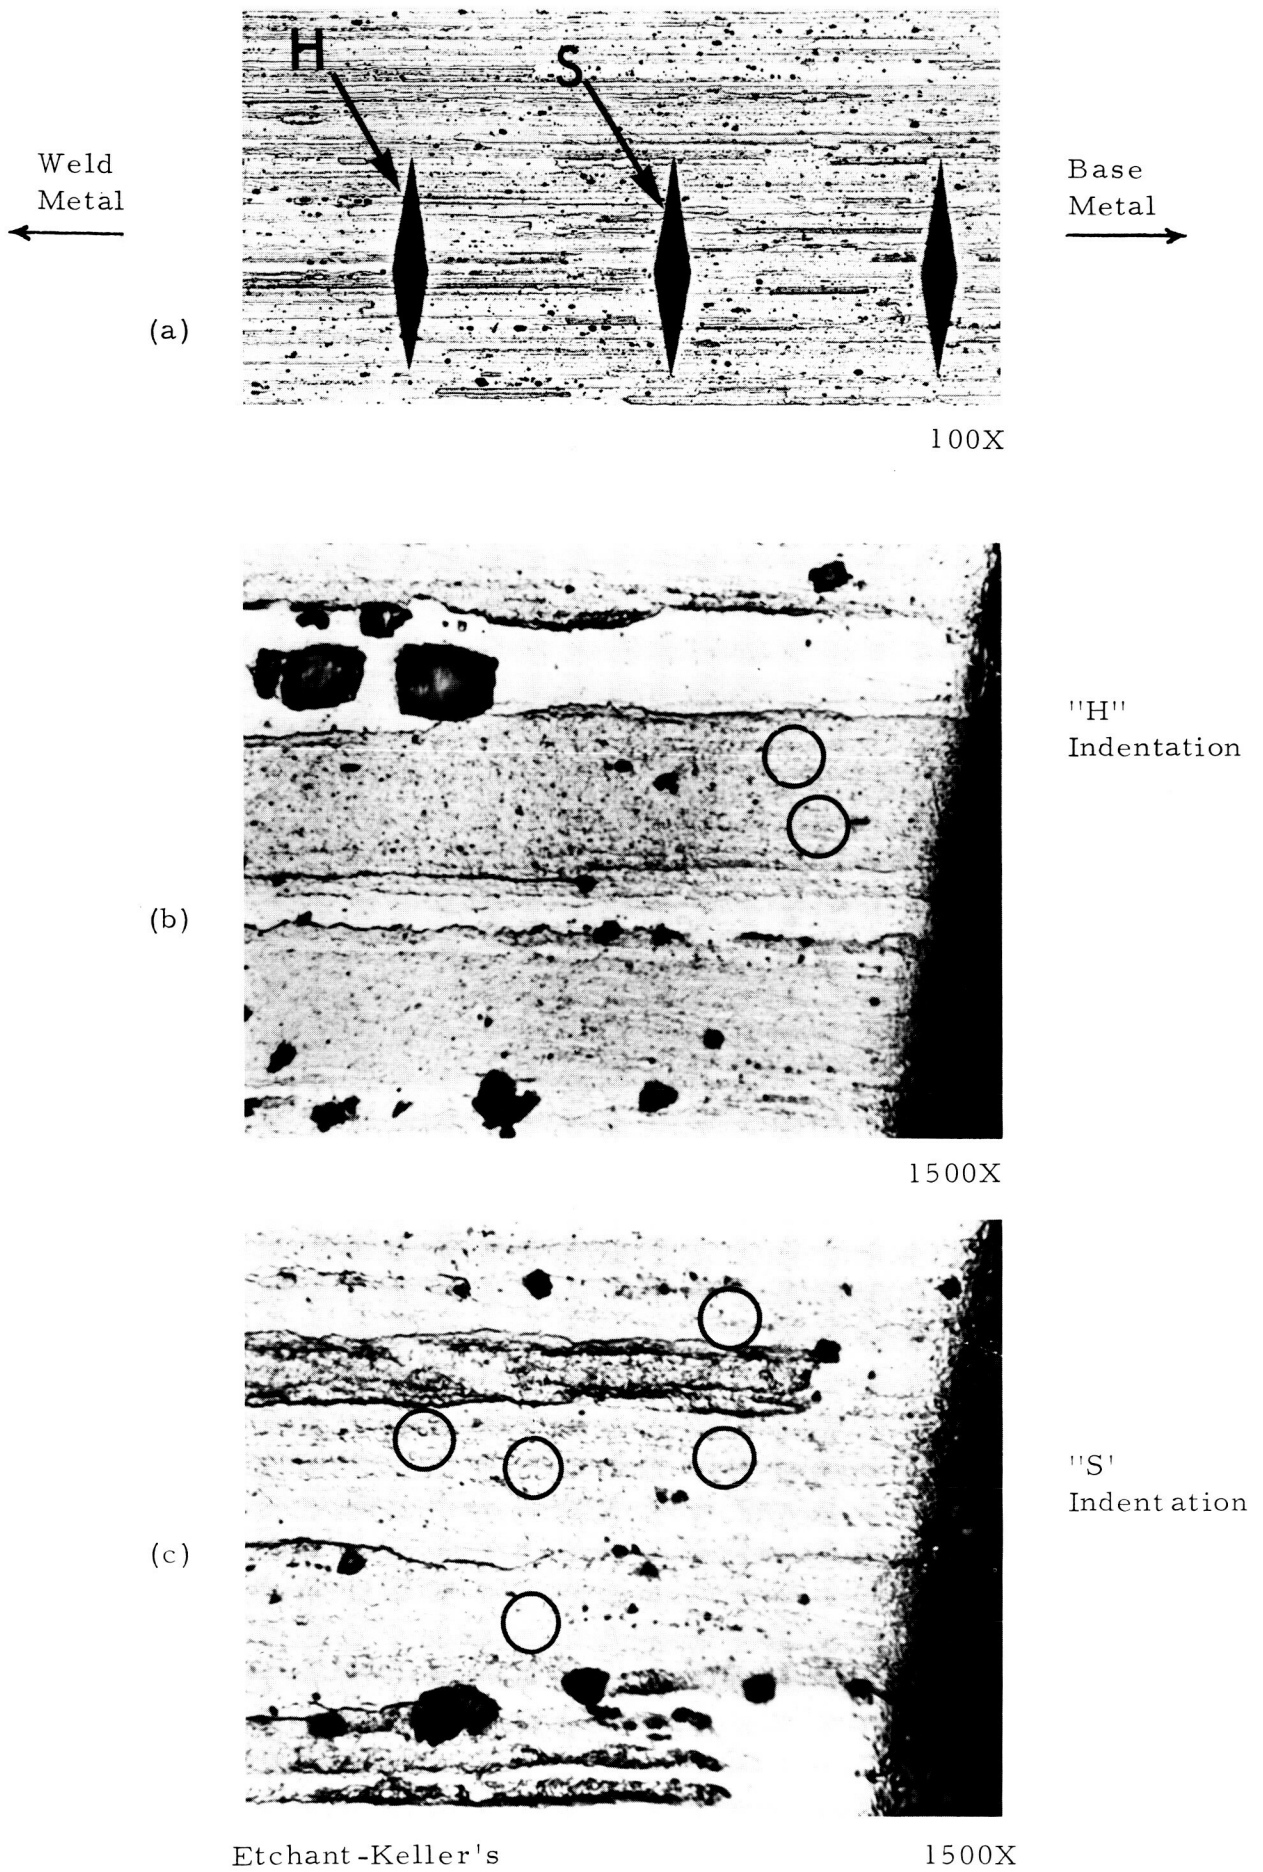 H
S
Weld
Metal
Base
Metal
(a)
100X
"H"
Indentation
(b)
1500X
"S'
Indentation
(c)
Etchant-Keller's
1500X